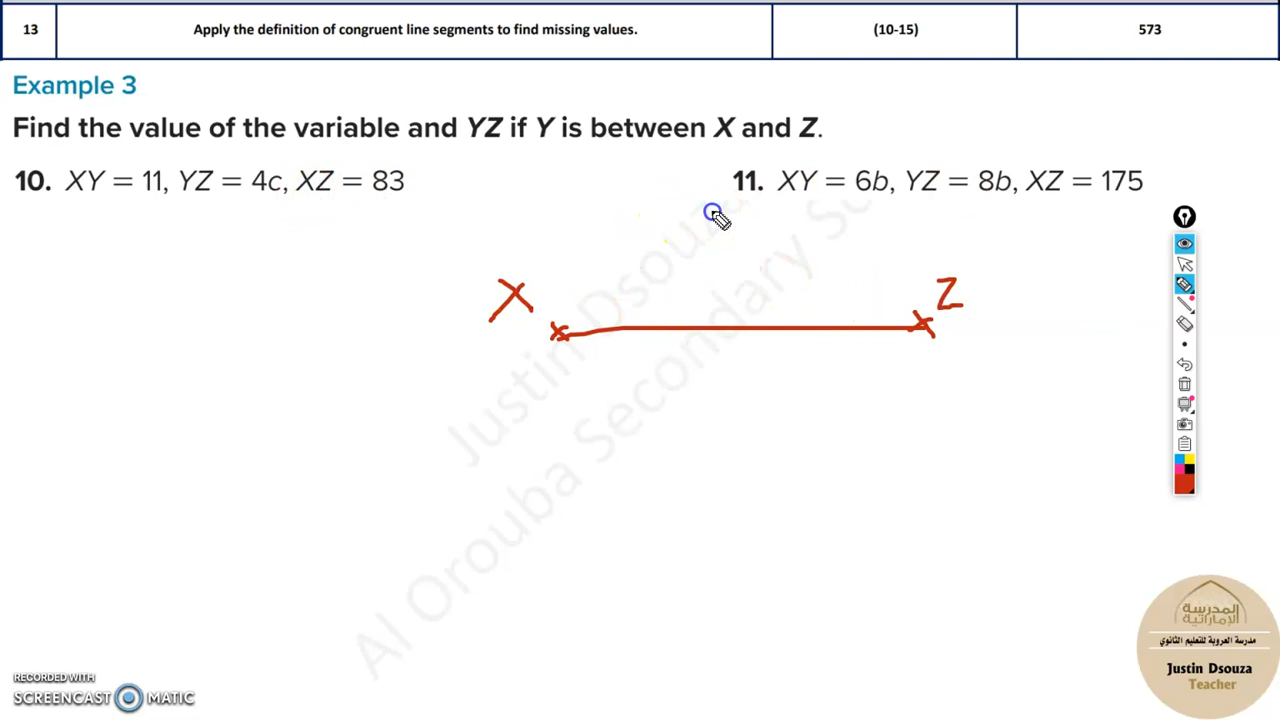 13 Apply the definition of congruent line segments to find missing values. (10-15) 573
Example 3
Find the value of the variable and YZ if Y is between X and Z.
10. XY = 11, YZ = 4c, XZ = 83
11. XY = 6b, YZ = 8b, XZ = 175
X
Z
Justin Dsouza
Al Orouba Secondary S
المدرسة
الإماراتية
مدرسة العروبة للتعليم الثانوي
Justin Dsouza
Teacher
RECORDED WITH
SCREENCAST MATIC